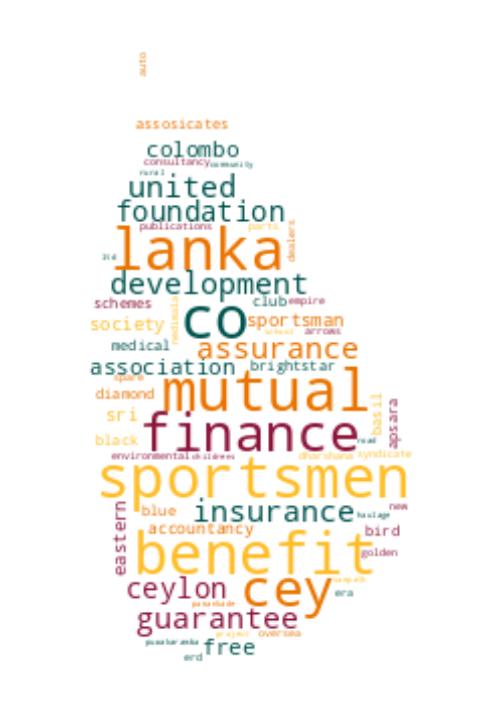 auto
assosicates
colombo
consultancy community
rural
united
foundation
publications parts
lanka dealers
ltd
development
schemes club empire
society nedimala co sportsman
school arrows
medical assurance
association brightstar
spare mutual
diamond basil
sri finance apsara
black road
environmental childrens dharshana syndicate
sportsmen
eastern blue insurance new
haulage
accountancy bird
benefit golden
ceylon cey sampath
era
guarantee
project oversea
free
erd